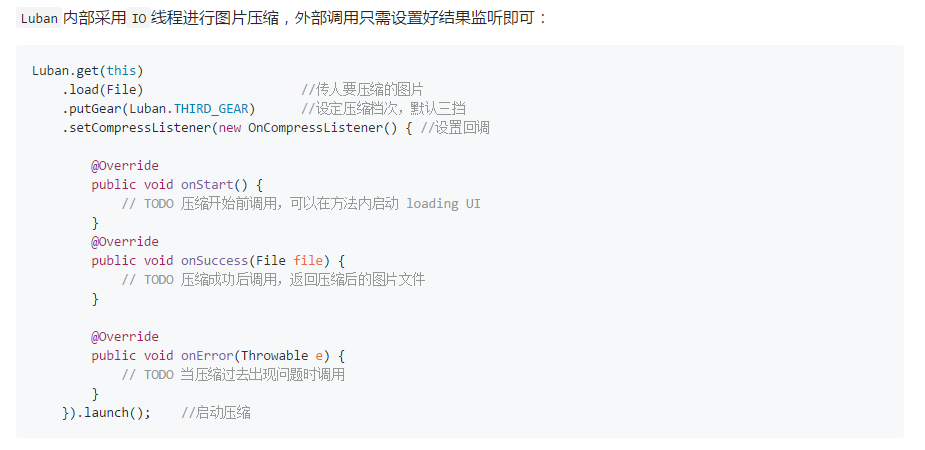 Luban 内部采用 IO 线程进行图片压缩，外部调用只需设置好结果监听即可：
Luban.get(this)
    .load(File)                     //传人要压缩的图片
    .putGear(Luban.THIRD_GEAR)      //设定压缩档次，默认三挡
    .setCompressListener(new OnCompressListener() { //设置回调
        @Override
        public void onStart() {
            // TODO 压缩开始前调用，可以在方法内启动 loading UI
        }
        @Override
        public void onSuccess(File file) {
            // TODO 压缩成功后调用，返回压缩后的图片文件
        }
        @Override
        public void onError(Throwable e) {
            // TODO 当压缩过去出现问题时调用
        }
    }).launch();    //启动压缩